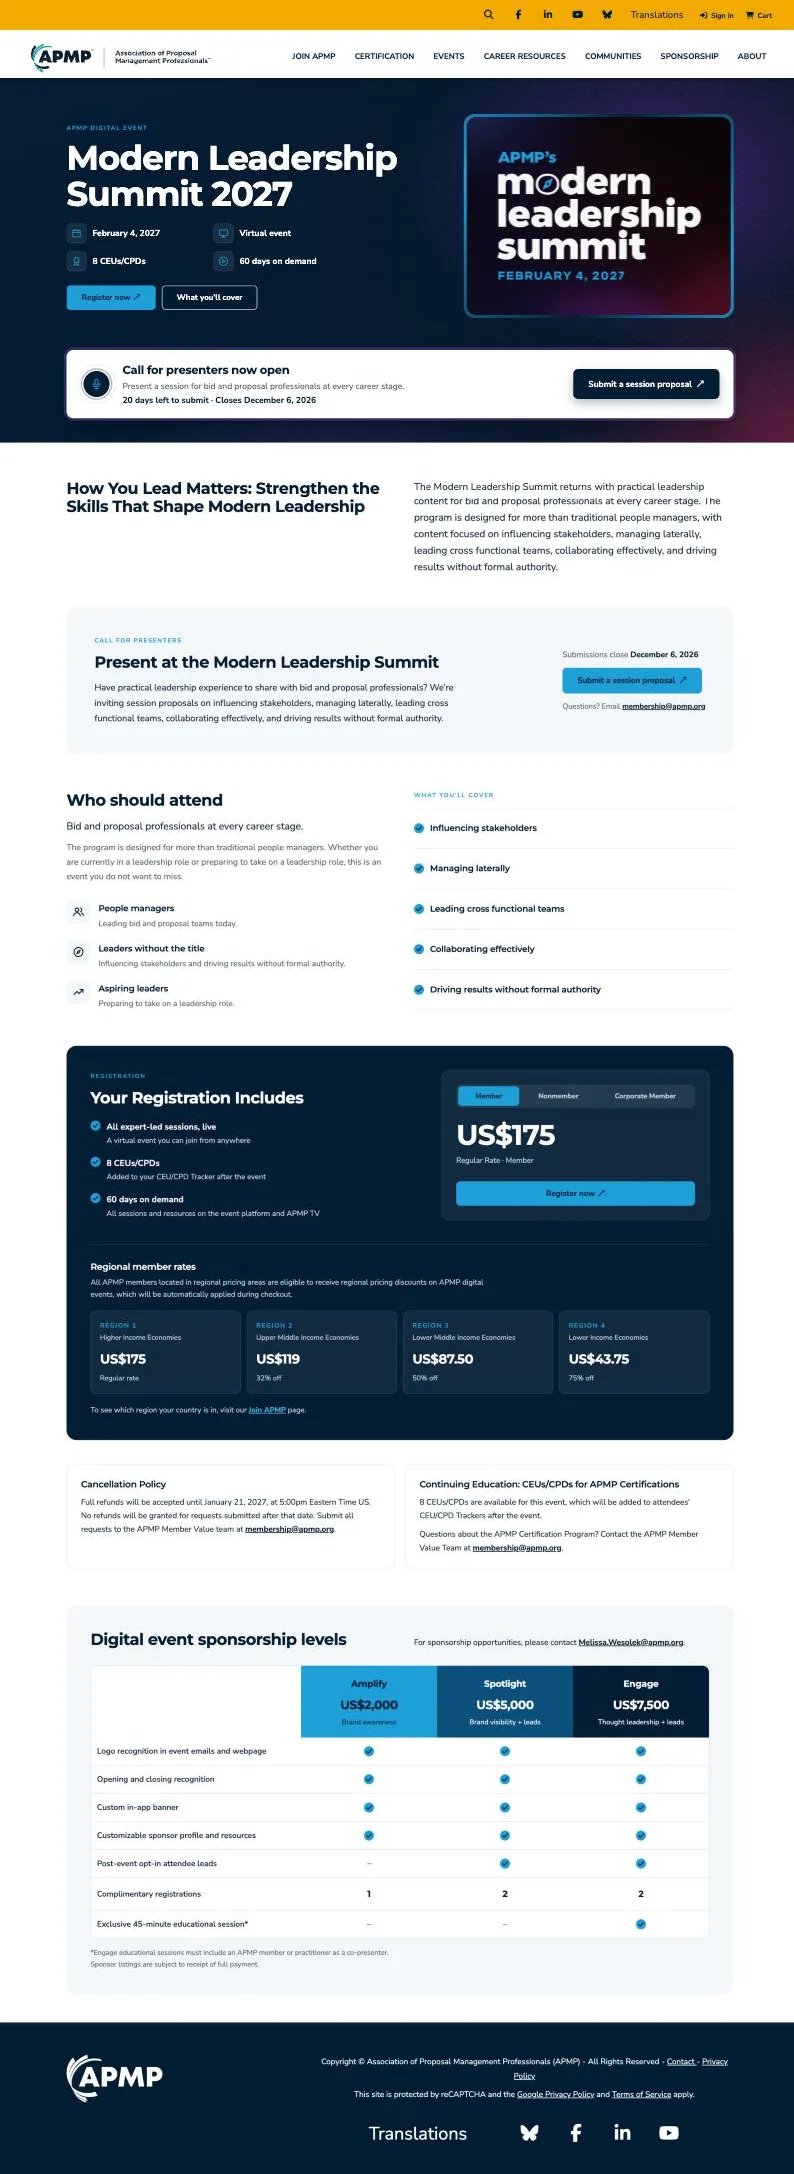 Translations Sign in Cart
APMP Association of Proposal
Management Professionals™
JOIN APMP CERTIFICATION EVENTS CAREER RESOURCES COMMUNITIES SPONSORSHIP ABOUT
APMP DIGITAL EVENT
Modern Leadership
Summit 2027
February 4, 2027 Virtual event
8 CEUs/CPDs 60 days on demand
Register now ↗ What you'll cover
APMP's
modern
leadership
summit
FEBRUARY 4, 2027
Call for presenters now open
Present a session for bid and proposal professionals at every career stage.
20 days left to submit · Closes December 6, 2026
Submit a session proposal ↗
How You Lead Matters: Strengthen the
Skills That Shape Modern Leadership
The Modern Leadership Summit returns with practical leadership
content for bid and proposal professionals at every career stage. The
program is designed for more than traditional people managers, with
content focused on influencing stakeholders, managing laterally,
leading cross functional teams, collaborating effectively, and driving
results without formal authority.
CALL FOR PRESENTERS
Present at the Modern Leadership Summit
Have practical leadership experience to share with bid and proposal professionals? We're
inviting session proposals on influencing stakeholders, managing laterally, leading cross
functional teams, collaborating effectively, and driving results without formal authority.
Submissions close December 6, 2026
Submit a session proposal ↗
Questions? Email membership@apmp.org
Who should attend
Bid and proposal professionals at every career stage.
The program is designed for more than traditional people managers. Whether you
are currently in a leadership role or preparing to take on a leadership role, this is an
event you do not want to miss.
People managers
Leading bid and proposal teams today.
Leaders without the title
Influencing stakeholders and driving results without formal authority.
Aspiring leaders
Preparing to take on a leadership role.
WHAT YOU'LL COVER
Influencing stakeholders
Managing laterally
Leading cross functional teams
Collaborating effectively
Driving results without formal authority
REGISTRATION
Your Registration Includes
All expert-led sessions, live
A virtual event you can join from anywhere
8 CEUs/CPDs
Added to your CEU/CPD Tracker after the event
60 days on demand
All sessions and resources on the event platform and APMP TV
Member Nonmember Corporate Member
US$175
Regular Rate · Member
Register now ↗
Regional member rates
All APMP members located in regional pricing areas are eligible to receive regional pricing discounts on APMP digital
events, which will be automatically applied during checkout.
REGION 1 REGION 2 REGION 3 REGION 4
Higher Income Economies Upper Middle Income Economies Lower Middle Income Economies Lower Income Economies
US$175 US$119 US$87.50 US$43.75
Regular rate 32% off 50% off 75% off
To see which region your country is in, visit our Join APMP page.
Cancellation Policy
Full refunds will be accepted until January 21, 2027, at 5:00pm Eastern Time US.
No refunds will be granted for requests submitted after that date. Submit all
requests to the APMP Member Value team at membership@apmp.org.
Continuing Education: CEUs/CPDs for APMP Certifications
8 CEUs/CPDs are available for this event, which will be added to attendees'
CEU/CPD Trackers after the event.
Questions about the APMP Certification Program? Contact the APMP Member
Value Team at membership@apmp.org.
Digital event sponsorship levels
For sponsorship opportunities, please contact Melissa.Wesolek@apmp.org.
Amplify Spotlight Engage
US$2,000 US$5,000 US$7,500
Brand awareness Brand visibility + leads Thought leadership + leads
Logo recognition in event emails and webpage
Opening and closing recognition
Custom in-app banner
Customizable sponsor profile and resources
Post-event opt-in attendee leads –
Complimentary registrations 1 2 2
Exclusive 45-minute educational session* – –
*Engage educational sessions must include an APMP member or practitioner as a co-presenter.
Sponsor listings are subject to receipt of full payment.
APMP
Copyright © Association of Proposal Management Professionals (APMP) - All Rights Reserved - Contact - Privacy
Policy
This site is protected by reCAPTCHA and the Google Privacy Policy and Terms of Service apply.
Translations